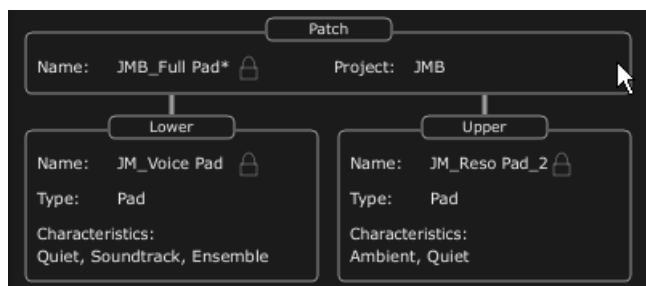 Patch
Name: JMB_Full Pad* Project: JMB
Lower
Name: JM_Voice Pad
Type: Pad
Characteristics:
Quiet, Soundtrack, Ensemble
Upper
Name: JM_Reso Pad_2
Type: Pad
Characteristics:
Ambient, Quiet